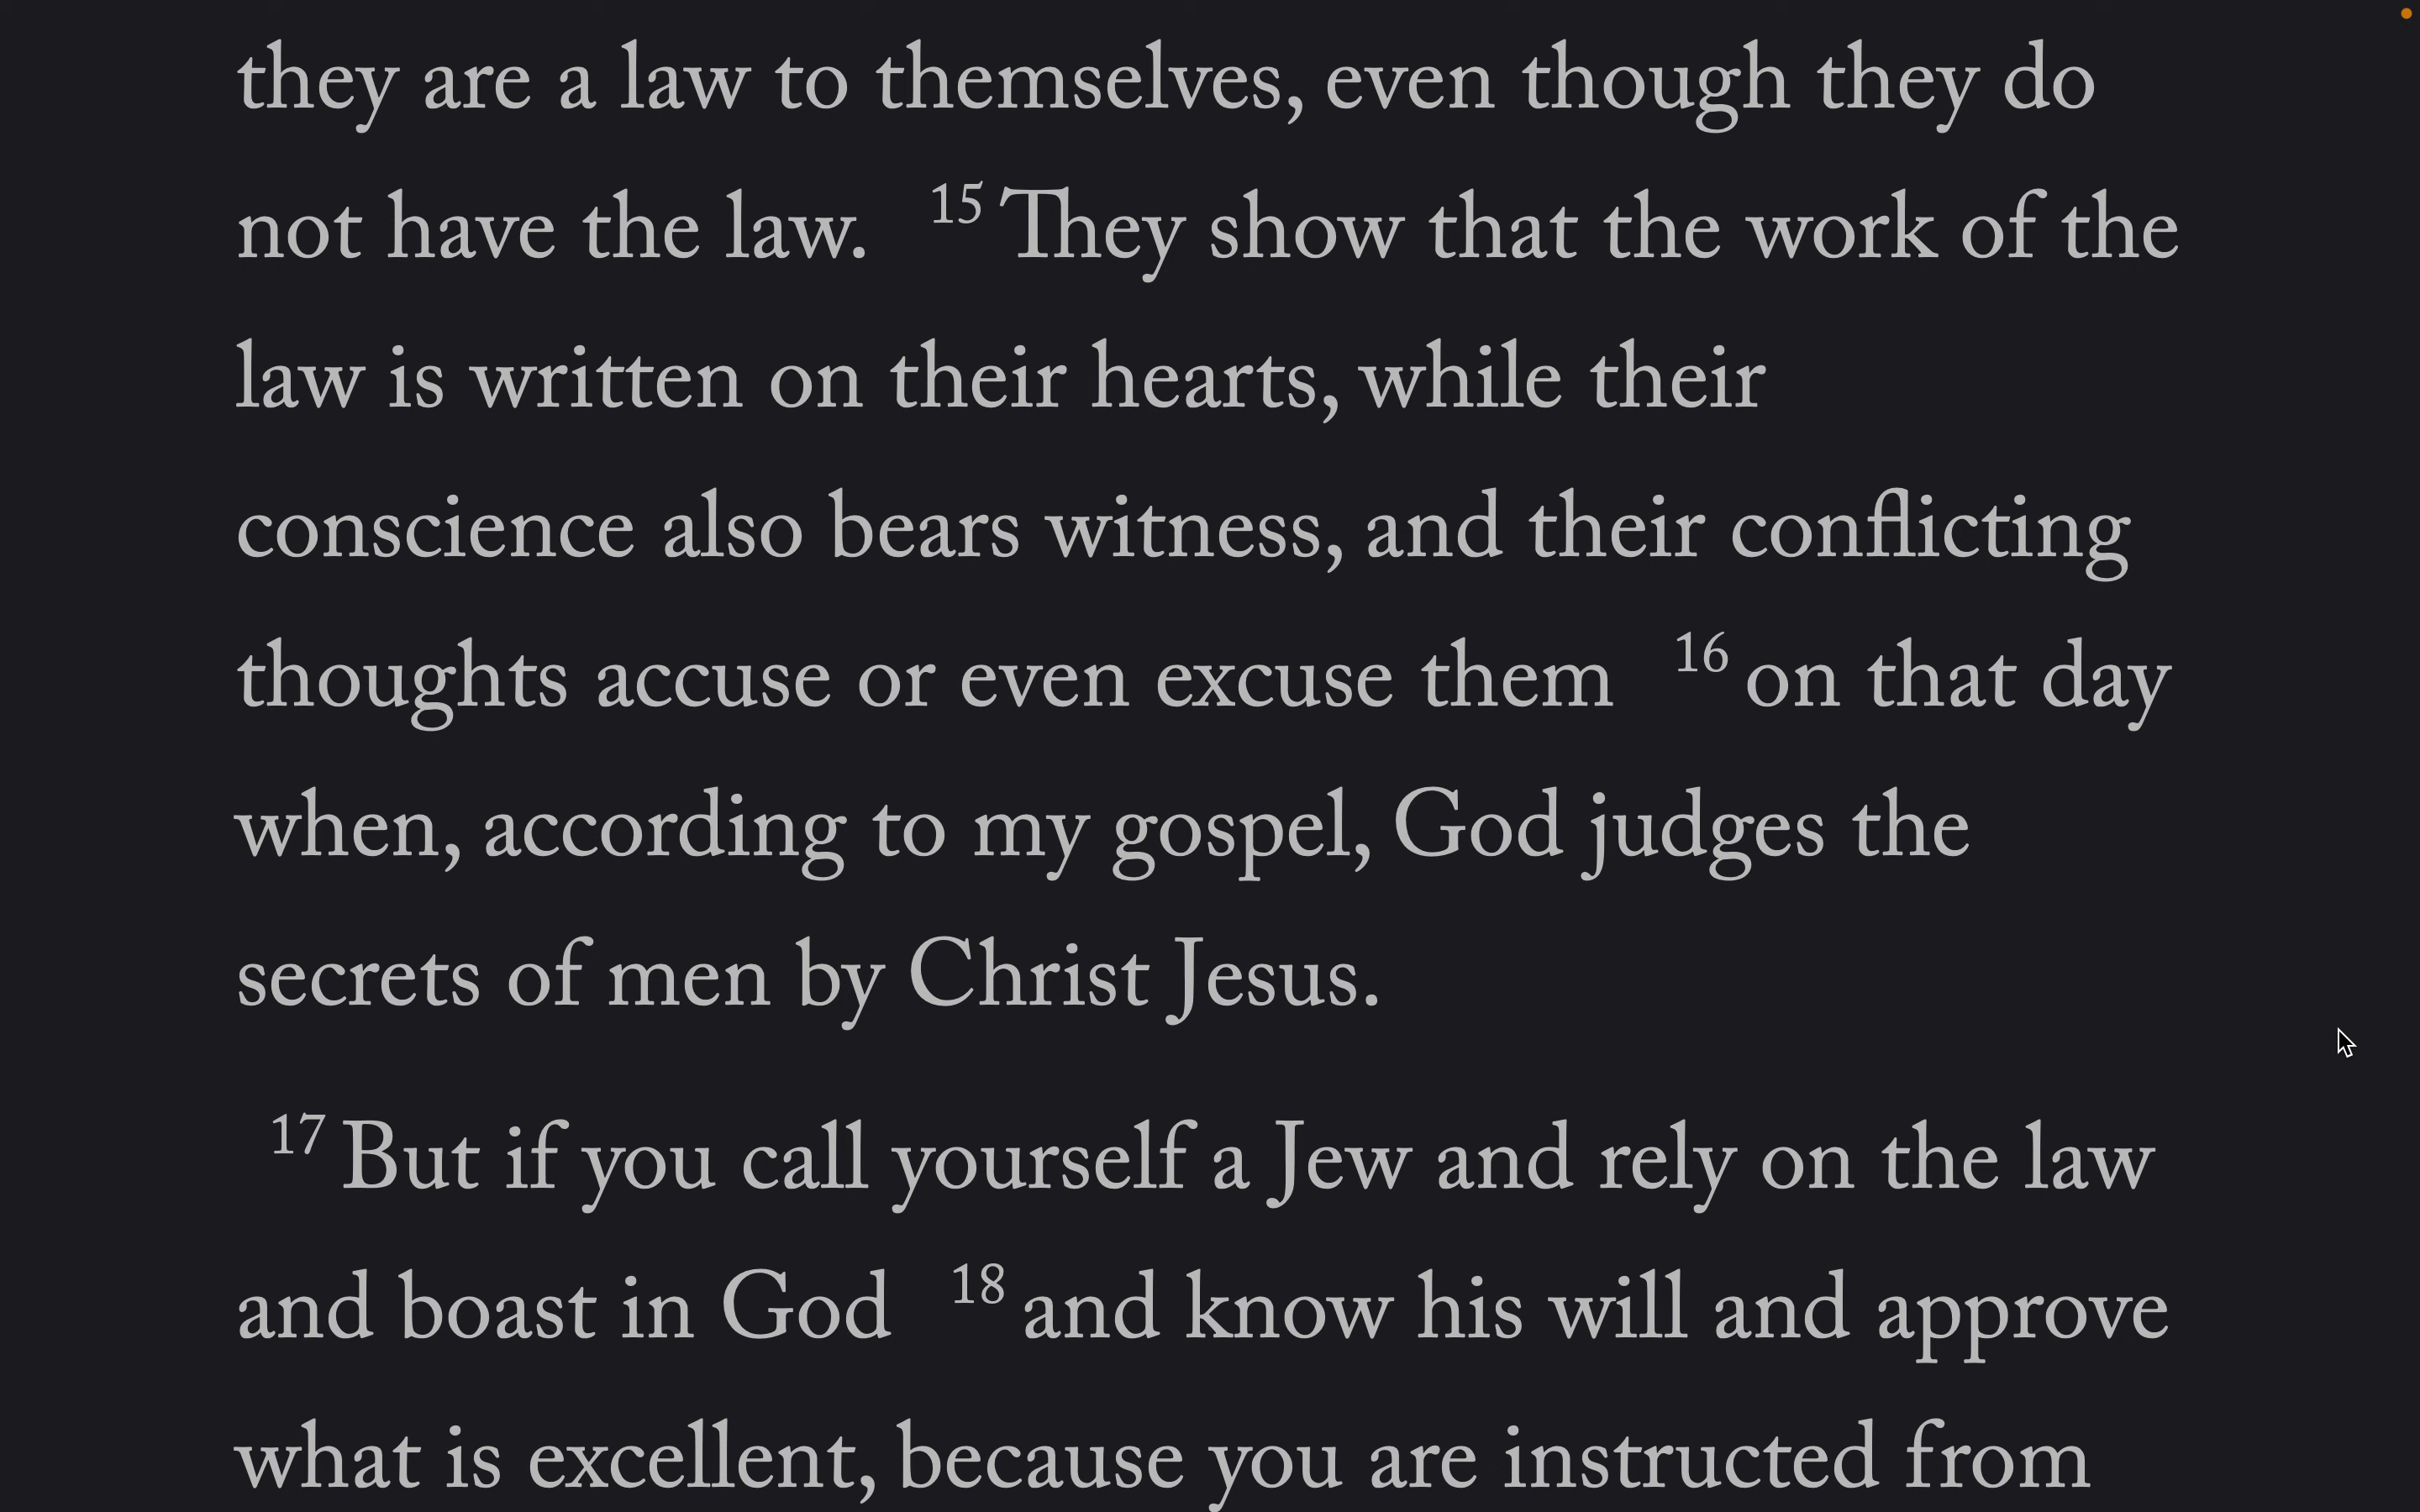 they are a law to themselves, even though they do
not have the law. 15 They show that the work of the
law is written on their hearts, while their
conscience also bears witness, and their conflicting
thoughts accuse or even excuse them 16 on that day
when, according to my gospel, God judges the
secrets of men by Christ Jesus.
17 But if you call yourself a Jew and rely on the law
and boast in God 18 and know his will and approve
what is excellent, because you are instructed from